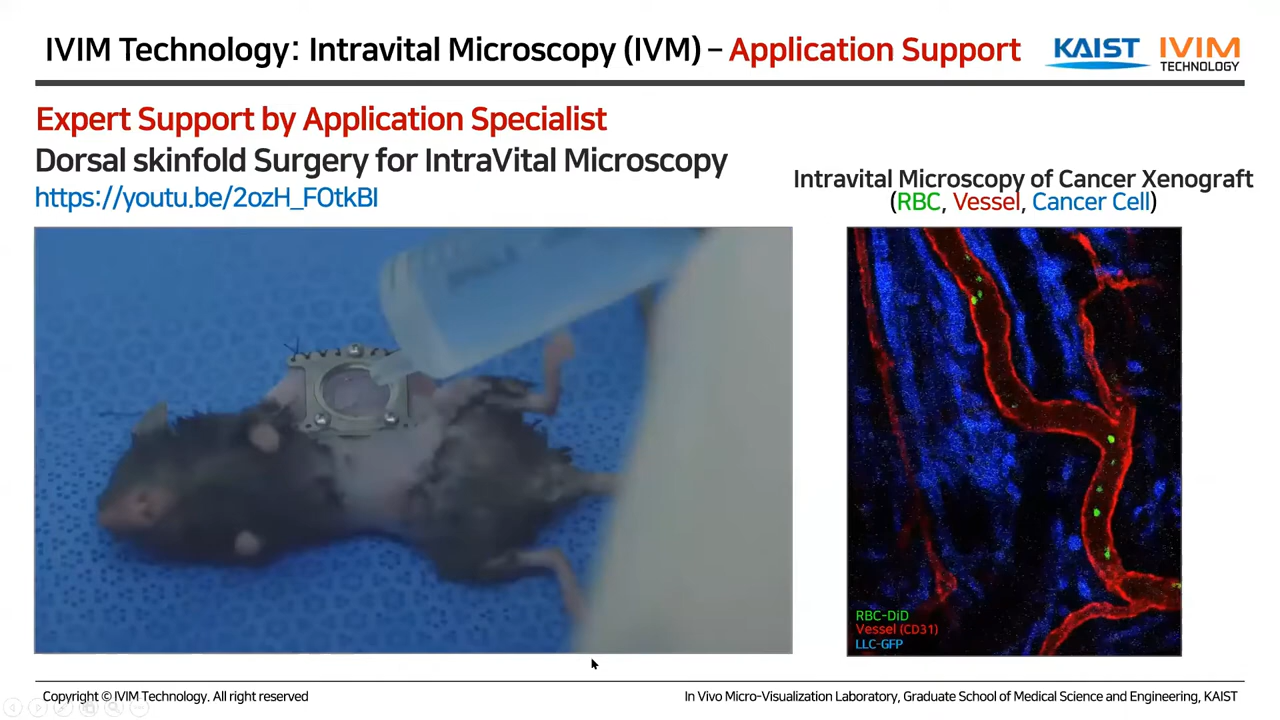 IVIM Technology: Intravital Microscopy (IVM) – Application Support
KAIST
IVIM
TECHNOLOGY
Expert Support by Application Specialist
Dorsal skinfold Surgery for IntraVital Microscopy
https://youtu.be/2ozH_FOtkBI
Intravital Microscopy of Cancer Xenograft
(RBC, Vessel, Cancer Cell)
RBC-DiD
Vessel (CD31)
LLC-GFP
Copyright © IVIM Technology. All right reserved
In Vivo Micro-Visualization Laboratory, Graduate School of Medical Science and Engineering, KAIST